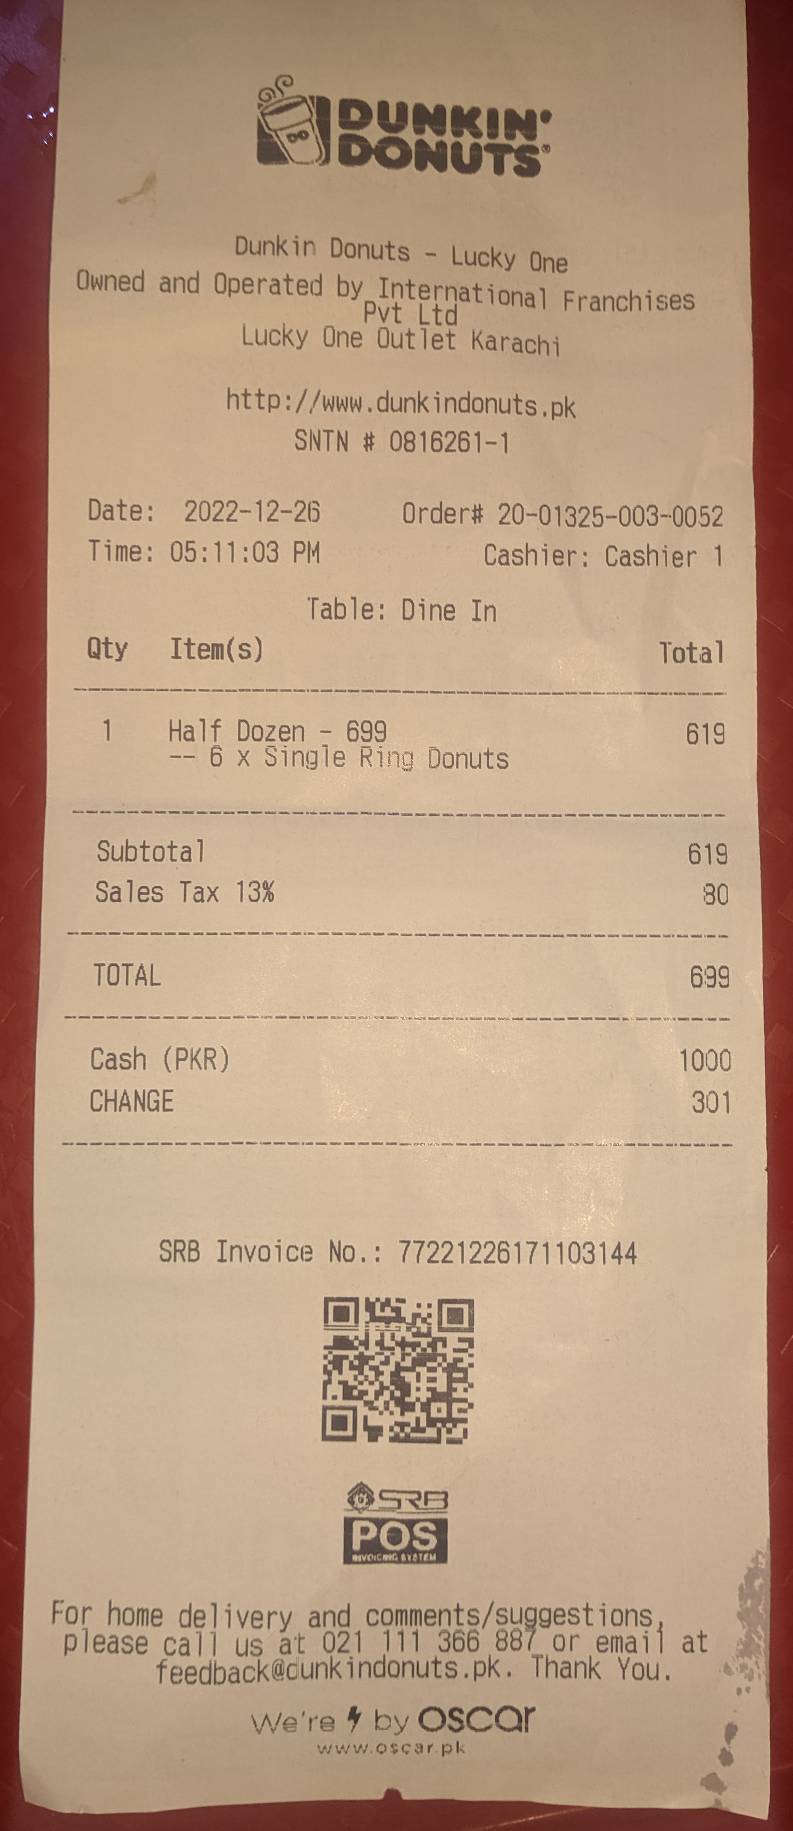 DUNKIN'
DONUTS®
Dunkin Donuts - Lucky One
Owned and Operated by International Franchises
Pvt Ltd
Lucky One Outlet Karachi
http://www.dunkindonuts.pk
SNTN # 0816261-1
Date: 2022-12-26 Order# 20-01325-003-0052
Time: 05:11:03 PM Cashier: Cashier 1
Table: Dine In
Qty Item(s) Total
1 Half Dozen - 699 619
-- 6 x Single Ring Donuts
Subtotal 619
Sales Tax 13% 80
TOTAL 699
Cash (PKR) 1000
CHANGE 301
SRB Invoice No.: 77221226171103144
SRB
POS
INVOICING SYSTEM
For home delivery and comments/suggestions,
please call us at 021 111 366 887 or email at
feedback@dunkindonuts.pk. Thank You.
We're by oscar
www.oscar.pk